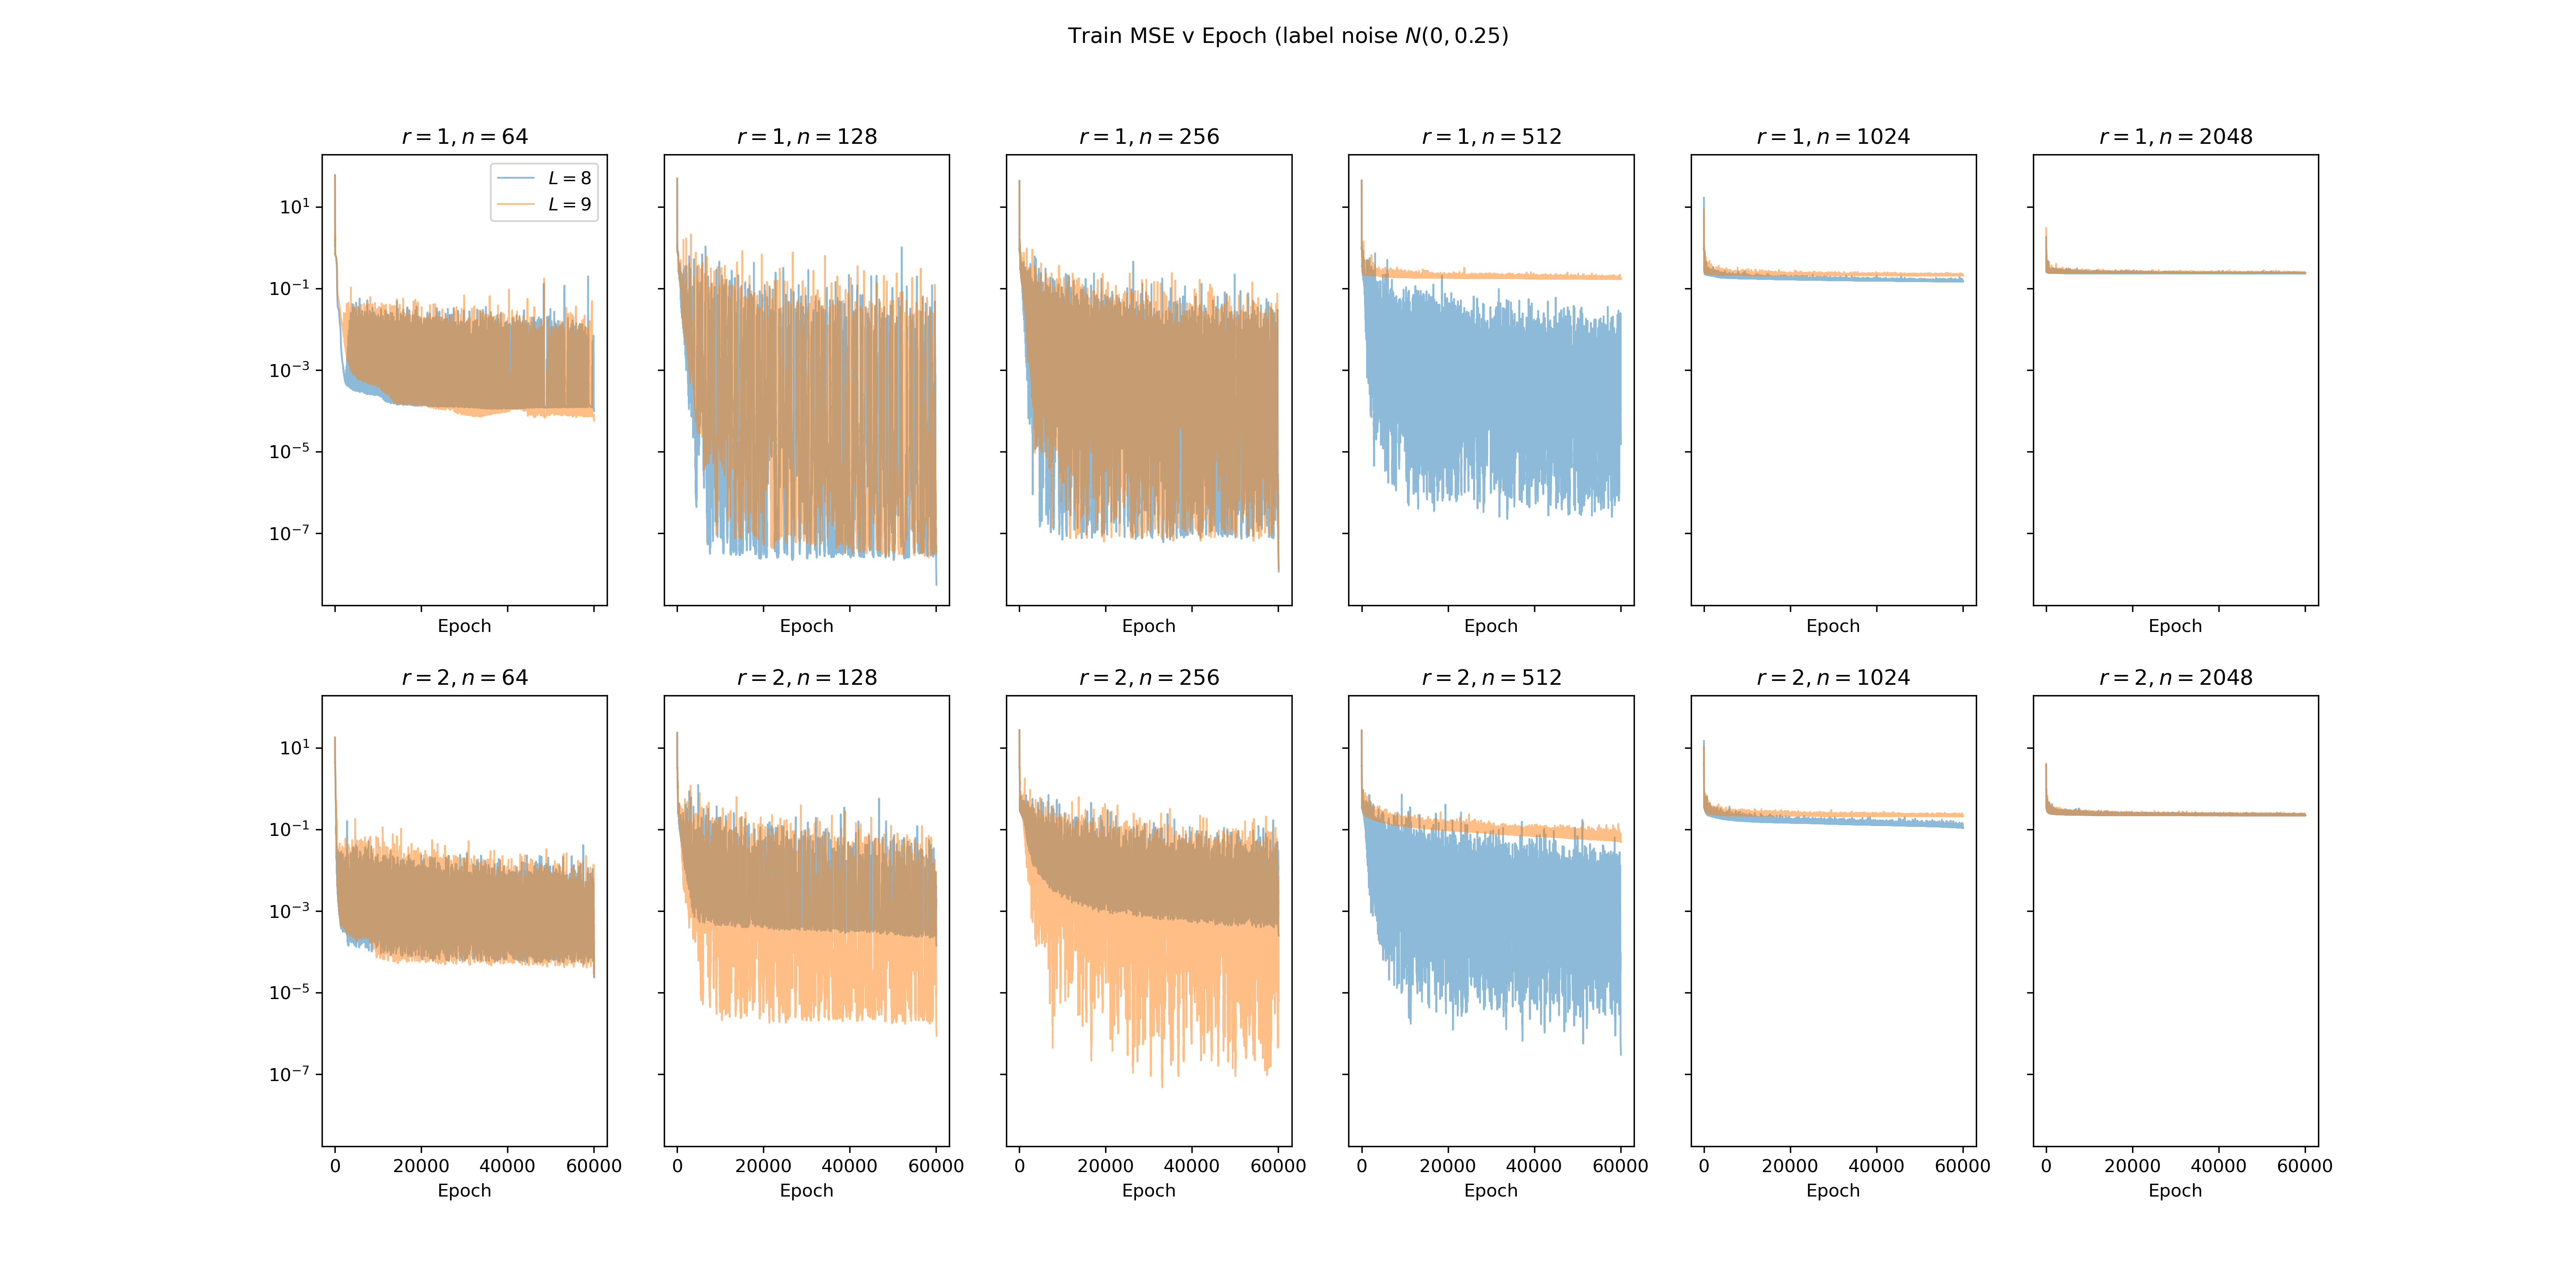 Train MSE v Epoch (label noise N(0, 0.25)
r = 1, n = 64
r = 1, n = 128
r = 1, n = 256
r = 1, n = 512
r = 1, n = 1024
r = 1, n = 2048
L = 8
L = 9
10¹
10⁻¹
10⁻³
10⁻⁵
10⁻⁷
Epoch
Epoch
Epoch
Epoch
Epoch
Epoch
r = 2, n = 64
r = 2, n = 128
r = 2, n = 256
r = 2, n = 512
r = 2, n = 1024
r = 2, n = 2048
10¹
10⁻¹
10⁻³
10⁻⁵
10⁻⁷
0 20000 40000 60000
0 20000 40000 60000
0 20000 40000 60000
0 20000 40000 60000
0 20000 40000 60000
0 20000 40000 60000
Epoch
Epoch
Epoch
Epoch
Epoch
Epoch